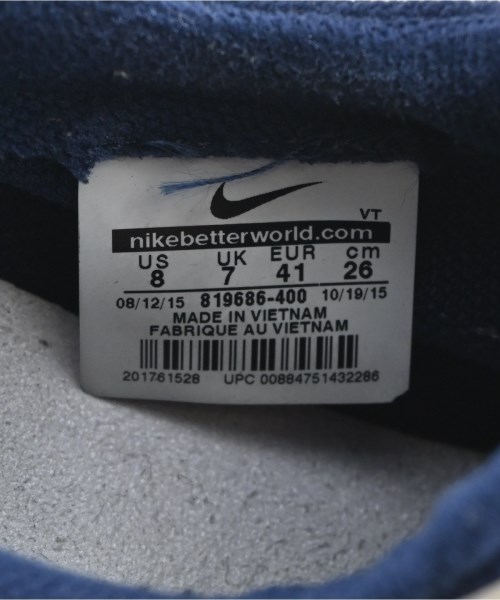 VT
nikebetterworld.com
US UK EUR cm
8 7 41 26
08/12/15 819686-400 10/19/15
MADE IN VIETNAM
FABRIQUE AU VIETNAM
201761528 UPC 00884751432286